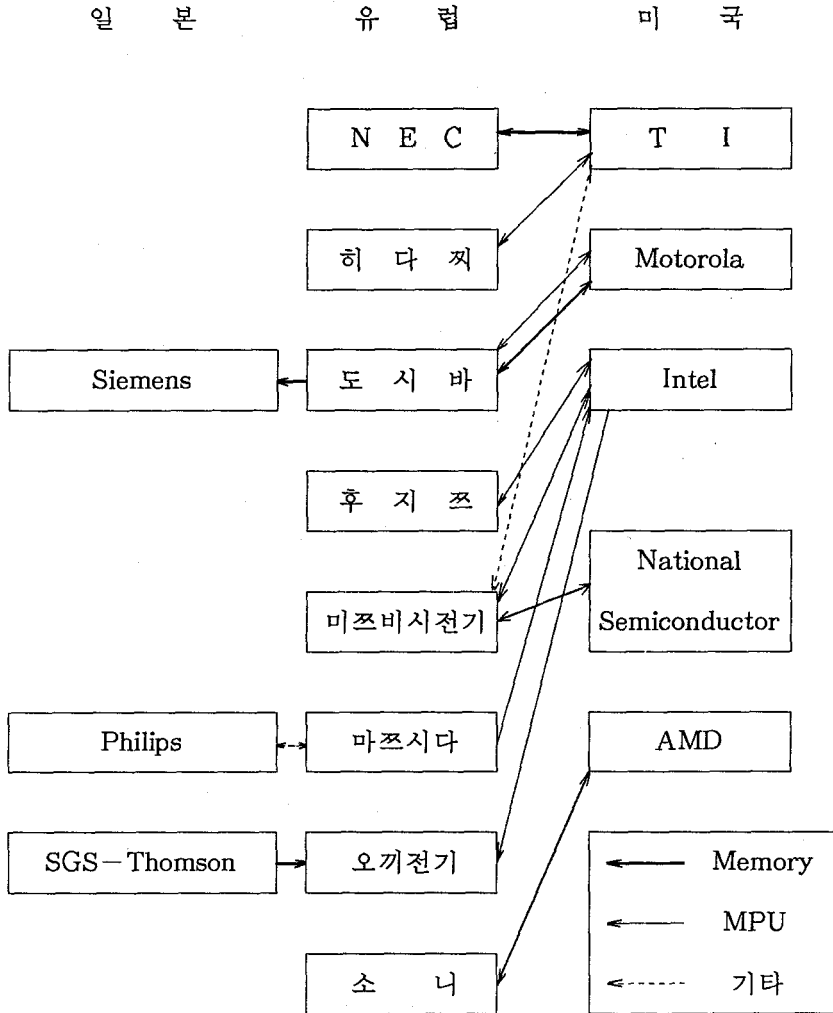 일 본 유 럽 미 국
N E C
T I
히 다 찌
Motorola
Siemens
도 시 바
Intel
후 지 쯔
National
Semiconductor
미쯔비시전기
Philips
마쯔시다
AMD
SGS-Thomson
오끼전기
Memory
MPU
소 니
기타